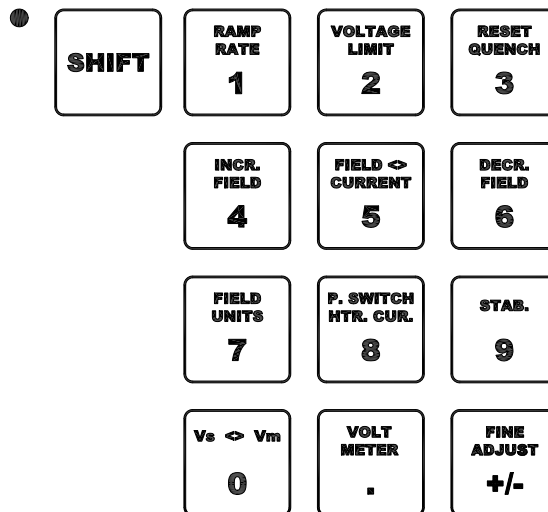 SHIFT
RAMP
RATE
1
VOLTAGE
LIMIT
2
RESET
QUENCH
3
INCR.
FIELD
4
FIELD <>
CURRENT
5
DECR.
FIELD
6
FIELD
UNITS
7
P. SWITCH
HTR. CUR.
8
STAB.
9
Vs <> Vm
0
VOLT
METER
.
FINE
ADJUST
+/-